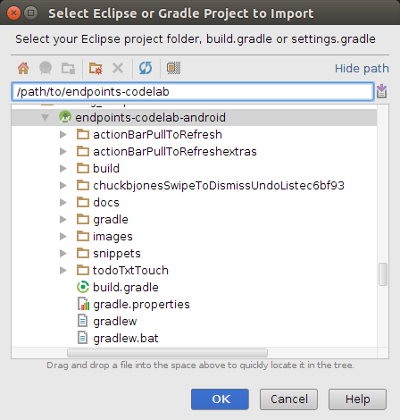 Select Eclipse or Gradle Project to Import
Select your Eclipse project folder, build.gradle or settings.gradle
Hide path
/path/to/endpoints-codelab
endpoints-codelab-android
actionBarPullToRefresh
actionBarPullToRefreshextras
build
chuckbjonesSwipeToDismissUndoListec6bf93
docs
gradle
images
snippets
todoTxtTouch
build.gradle
gradle.properties
gradlew
gradlew.bat
Drag and drop a file into the space above to quickly locate it in the tree.
OK
Cancel
Help